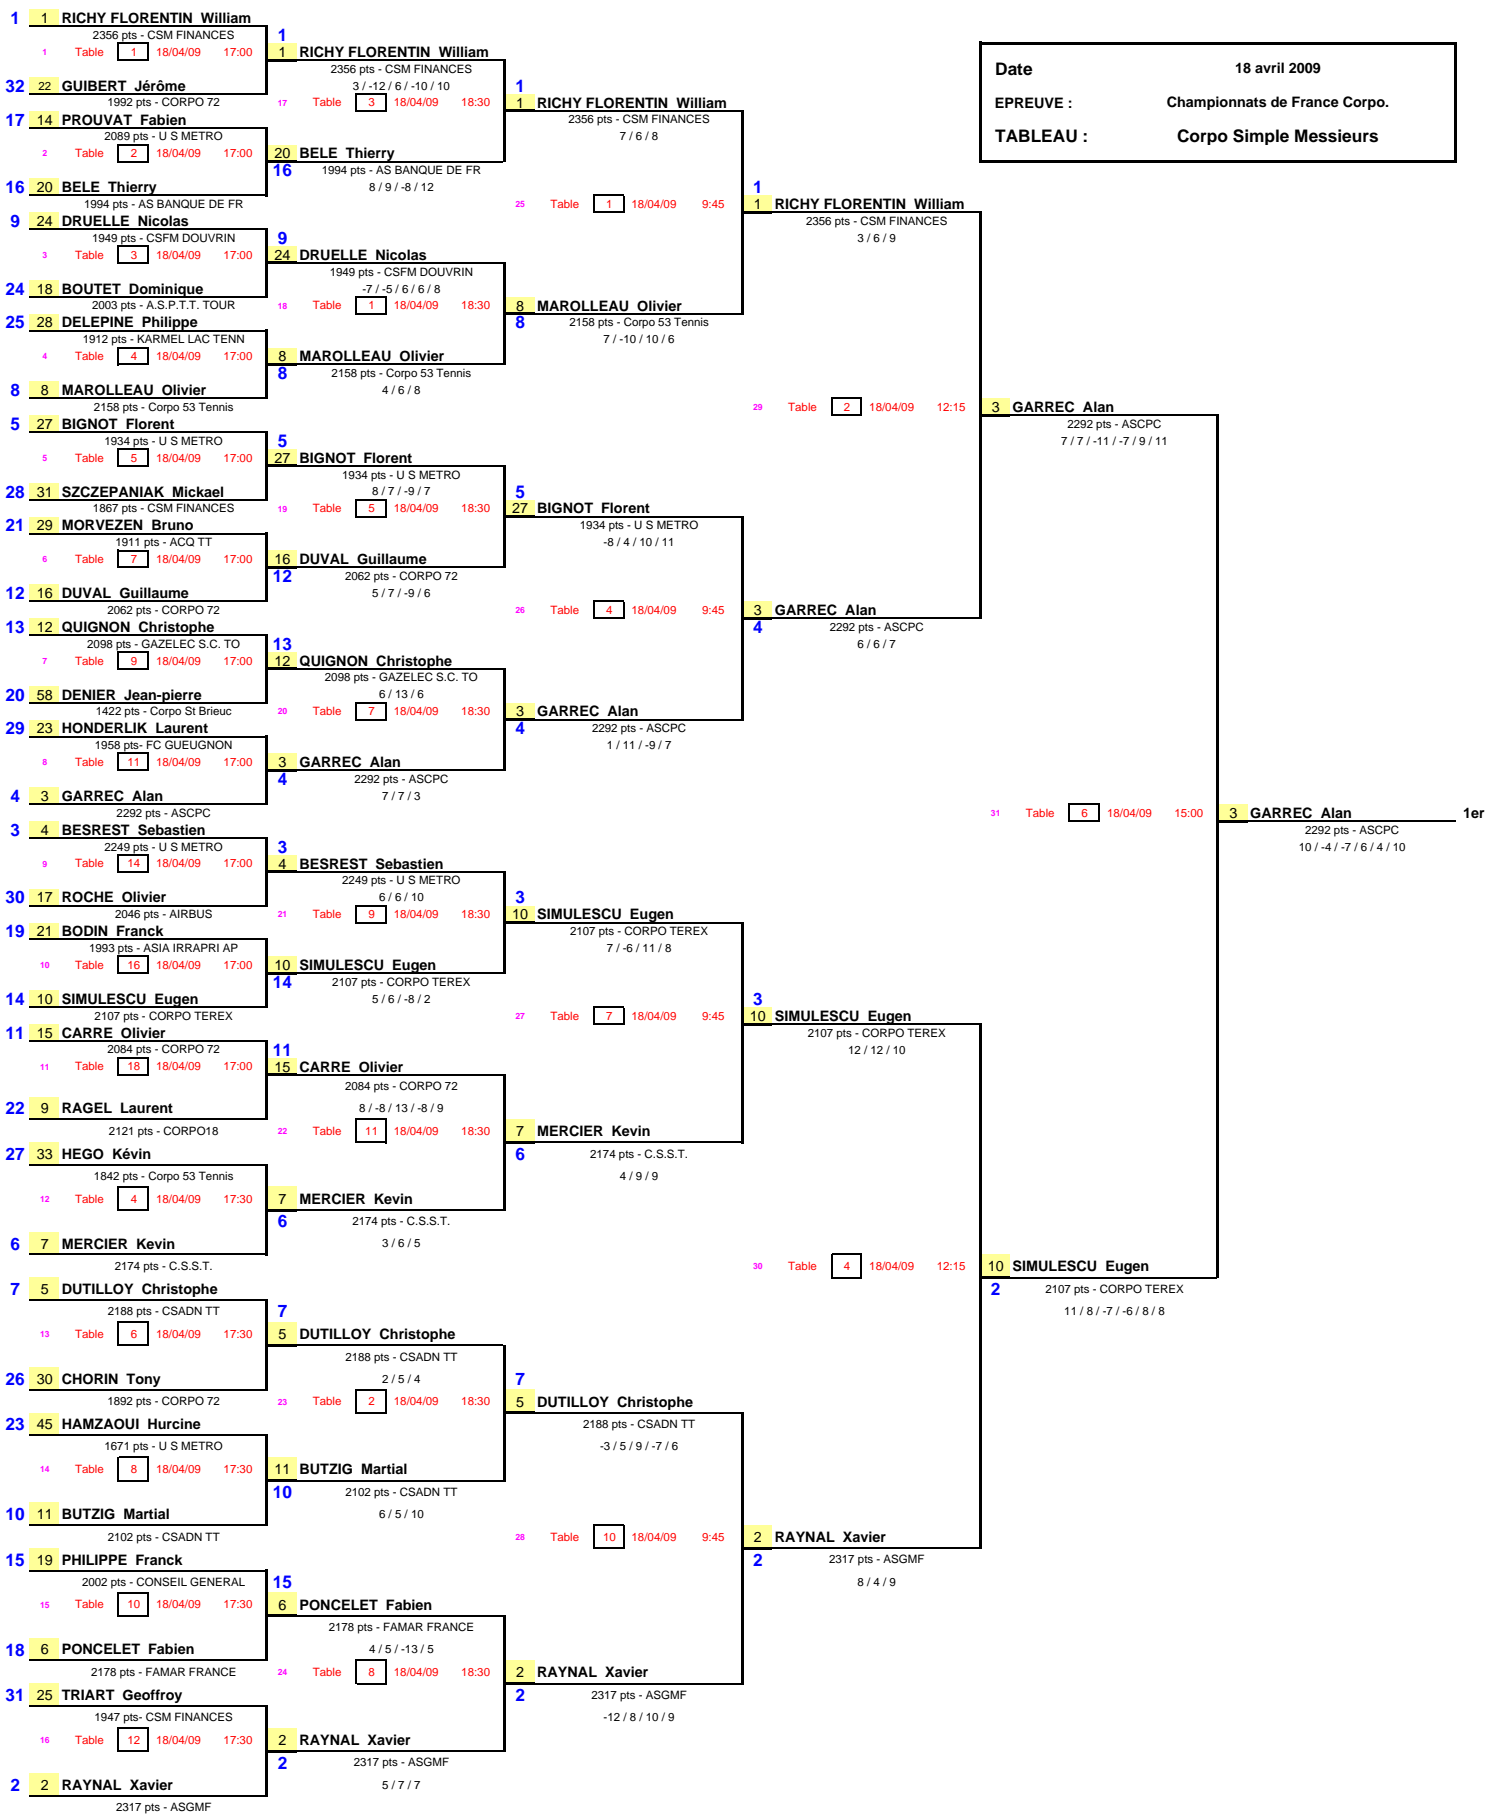 Date 18 avril 2009
EPREUVE : Championnats de France Corpo.
TABLEAU : Corpo Simple Messieurs
1 1 RICHY FLORENTIN William
2356 pts - CSM FINANCES
1 Table 1 18/04/09 17:00
32 22 GUIBERT Jérôme
1992 pts - CORPO 72
17 14 PROUVAT Fabien
2089 pts - U S METRO
2 Table 2 18/04/09 17:00
16 20 BELE Thierry
1994 pts - AS BANQUE DE FR
9 24 DRUELLE Nicolas
1949 pts - CSFM DOUVRIN
3 Table 3 18/04/09 17:00
24 18 BOUTET Dominique
2003 pts - A.S.P.T.T. TOUR
25 28 DELEPINE Philippe
1912 pts - KARMEL LAC TENN
4 Table 4 18/04/09 17:00
8 8 MAROLLEAU Olivier
2158 pts - Corpo 53 Tennis
5 27 BIGNOT Florent
1934 pts - U S METRO
5 Table 5 18/04/09 17:00
28 31 SZCZEPANIAK Mickael
1867 pts - CSM FINANCES
21 29 MORVEZEN Bruno
1911 pts - ACQ TT
6 Table 7 18/04/09 17:00
12 16 DUVAL Guillaume
2062 pts - CORPO 72
13 12 QUIGNON Christophe
2098 pts - GAZELEC S.C. TO
7 Table 9 18/04/09 17:00
20 58 DENIER Jean-pierre
1422 pts - Corpo St Brieuc
29 23 HONDERLIK Laurent
1958 pts- FC GUEUGNON
8 Table 11 18/04/09 17:00
4 3 GARREC Alan
2292 pts - ASCPC
3 4 BESREST Sebastien
2249 pts - U S METRO
9 Table 14 18/04/09 17:00
30 17 ROCHE Olivier
2046 pts - AIRBUS
19 21 BODIN Franck
1993 pts - ASIA IRRAPRI AP
10 Table 16 18/04/09 17:00
14 10 SIMULESCU Eugen
2107 pts - CORPO TEREX
11 15 CARRE Olivier
2084 pts - CORPO 72
11 Table 18 18/04/09 17:00
22 9 RAGEL Laurent
2121 pts - CORPO18
27 33 HEGO Kévin
1842 pts - Corpo 53 Tennis
12 Table 4 18/04/09 17:30
6 7 MERCIER Kevin
2174 pts - C.S.S.T.
7 5 DUTILLOY Christophe
2188 pts - CSADN TT
13 Table 6 18/04/09 17:30
26 30 CHORIN Tony
1892 pts - CORPO 72
23 45 HAMZAOUI Hurcine
1671 pts - U S METRO
14 Table 8 18/04/09 17:30
10 11 BUTZIG Martial
2102 pts - CSADN TT
15 19 PHILIPPE Franck
2002 pts - CONSEIL GENERAL
15 Table 10 18/04/09 17:30
18 6 PONCELET Fabien
2178 pts - FAMAR FRANCE
31 25 TRIART Geoffroy
1947 pts- CSM FINANCES
16 Table 12 18/04/09 17:30
2 2 RAYNAL Xavier
2317 pts - ASGMF
1
1 RICHY FLORENTIN William
2356 pts - CSM FINANCES
3 / -12 / 6 / -10 / 10
17 Table 3 18/04/09 18:30
20 BELE Thierry
16 1994 pts - AS BANQUE DE FR
8 / 9 / -8 / 12
9
24 DRUELLE Nicolas
1949 pts - CSFM DOUVRIN
-7 / -5 / 6 / 6 / 8
18 Table 1 18/04/09 18:30
8 MAROLLEAU Olivier
8 2158 pts - Corpo 53 Tennis
4 / 6 / 8
5
27 BIGNOT Florent
1934 pts - U S METRO
8 / 7 / -9 / 7
19 Table 5 18/04/09 18:30
16 DUVAL Guillaume
12 2062 pts - CORPO 72
5 / 7 / -9 / 6
13
12 QUIGNON Christophe
2098 pts - GAZELEC S.C. TO
6 / 13 / 6
20 Table 7 18/04/09 18:30
3 GARREC Alan
4 2292 pts - ASCPC
7 / 7 / 3
3
4 BESREST Sebastien
2249 pts - U S METRO
6 / 6 / 10
21 Table 9 18/04/09 18:30
10 SIMULESCU Eugen
14 2107 pts - CORPO TEREX
5 / 6 / -8 / 2
11
15 CARRE Olivier
2084 pts - CORPO 72
8 / -8 / 13 / -8 / 9
22 Table 11 18/04/09 18:30
7 MERCIER Kevin
6 2174 pts - C.S.S.T.
3 / 6 / 5
7
5 DUTILLOY Christophe
2188 pts - CSADN TT
2 / 5 / 4
23 Table 2 18/04/09 18:30
11 BUTZIG Martial
10 2102 pts - CSADN TT
6 / 5 / 10
15
6 PONCELET Fabien
2178 pts - FAMAR FRANCE
4 / 5 / -13 / 5
24 Table 8 18/04/09 18:30
2 RAYNAL Xavier
2 2317 pts - ASGMF
5 / 7 / 7
1
1 RICHY FLORENTIN William
2356 pts - CSM FINANCES
7 / 6 / 8
25 Table 1 18/04/09 9:45
8 MAROLLEAU Olivier
8 2158 pts - Corpo 53 Tennis
7 / -10 / 10 / 6
5
27 BIGNOT Florent
1934 pts - U S METRO
-8 / 4 / 10 / 11
26 Table 4 18/04/09 9:45
3 GARREC Alan
4 2292 pts - ASCPC
1 / 11 / -9 / 7
3
10 SIMULESCU Eugen
2107 pts - CORPO TEREX
7 / -6 / 11 / 8
27 Table 7 18/04/09 9:45
7 MERCIER Kevin
6 2174 pts - C.S.S.T.
4 / 9 / 9
7
5 DUTILLOY Christophe
2188 pts - CSADN TT
-3 / 5 / 9 / -7 / 6
28 Table 10 18/04/09 9:45
2 RAYNAL Xavier
2 2317 pts - ASGMF
-12 / 8 / 10 / 9
1
1 RICHY FLORENTIN William
2356 pts - CSM FINANCES
3 / 6 / 9
29 Table 2 18/04/09 12:15
3 GARREC Alan
4 2292 pts - ASCPC
6 / 6 / 7
3
10 SIMULESCU Eugen
2107 pts - CORPO TEREX
12 / 12 / 10
30 Table 4 18/04/09 12:15
2 RAYNAL Xavier
2 2317 pts - ASGMF
8 / 4 / 9
3 GARREC Alan
2292 pts - ASCPC
7 / 7 / -11 / -7 / 9 / 11
31 Table 6 18/04/09 15:00
10 SIMULESCU Eugen
2 2107 pts - CORPO TEREX
11 / 8 / -7 / -6 / 8 / 8
3 GARREC Alan 1er
2292 pts - ASCPC
10 / -4 / -7 / 6 / 4 / 10